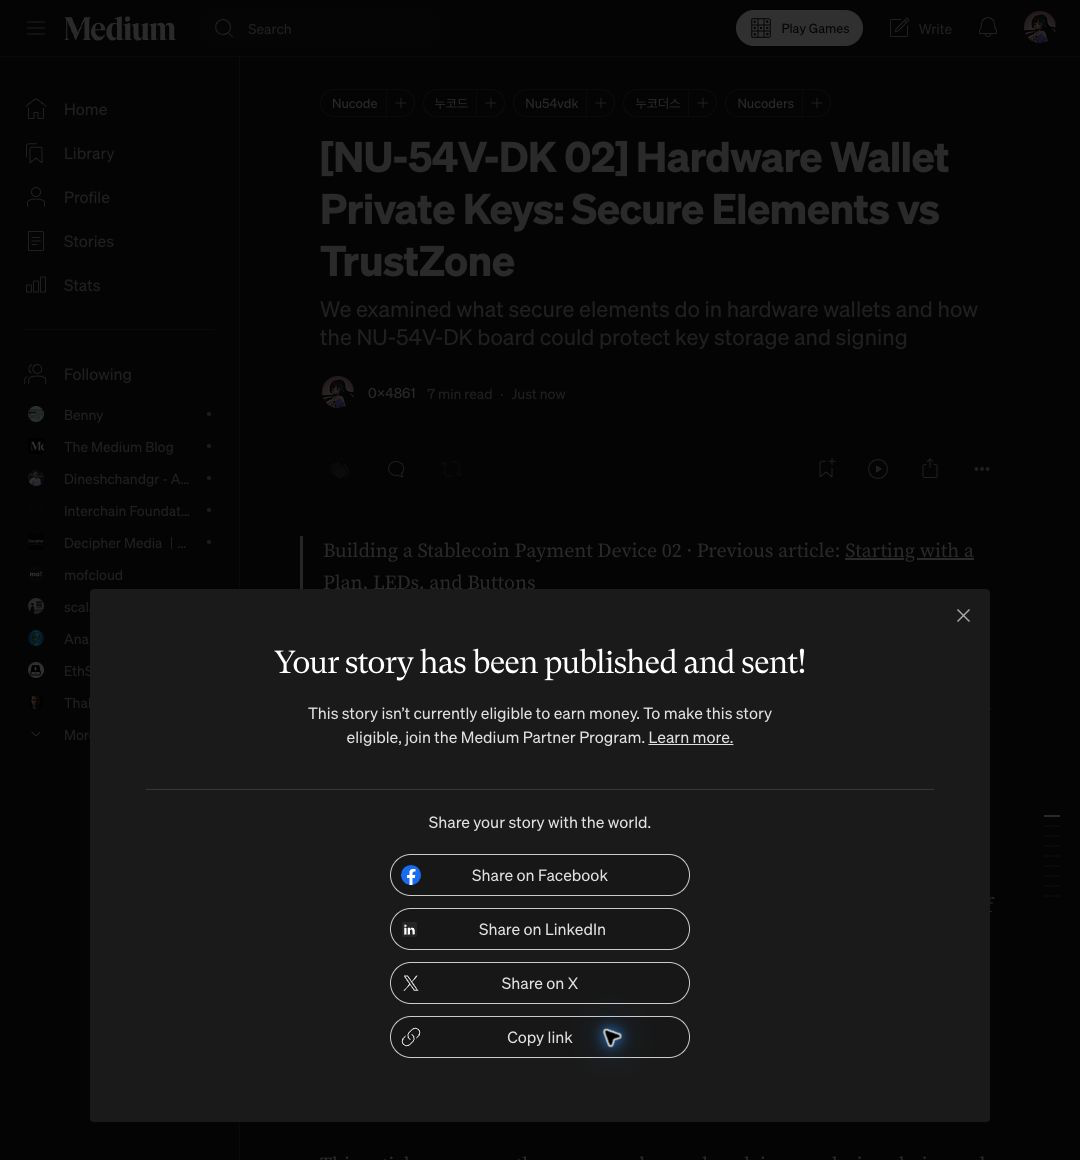 Medium
Search
Play Games
Write
Home
Library
Profile
Stories
Stats
Following
Benny
The Medium Blog
Dineshchandgr - A...
Interchain Foundat...
Decipher Media | ...
mofcloud
Nucode +
누코드 +
Nu54vdk +
누코더스 +
Nucoders +
[NU-54V-DK 02] Hardware Wallet
Private Keys: Secure Elements vs
TrustZone
We examined what secure elements do in hardware wallets and how
the NU-54V-DK board could protect key storage and signing
0x4861 7 min read · Just now
Building a Stablecoin Payment Device 02 · Previous article: Starting with a
Plan, LEDs, and Buttons
Your story has been published and sent!
This story isn’t currently eligible to earn money. To make this story
eligible, join the Medium Partner Program. Learn more.
Share your story with the world.
Share on Facebook
in
Share on LinkedIn
Share on X
Copy link